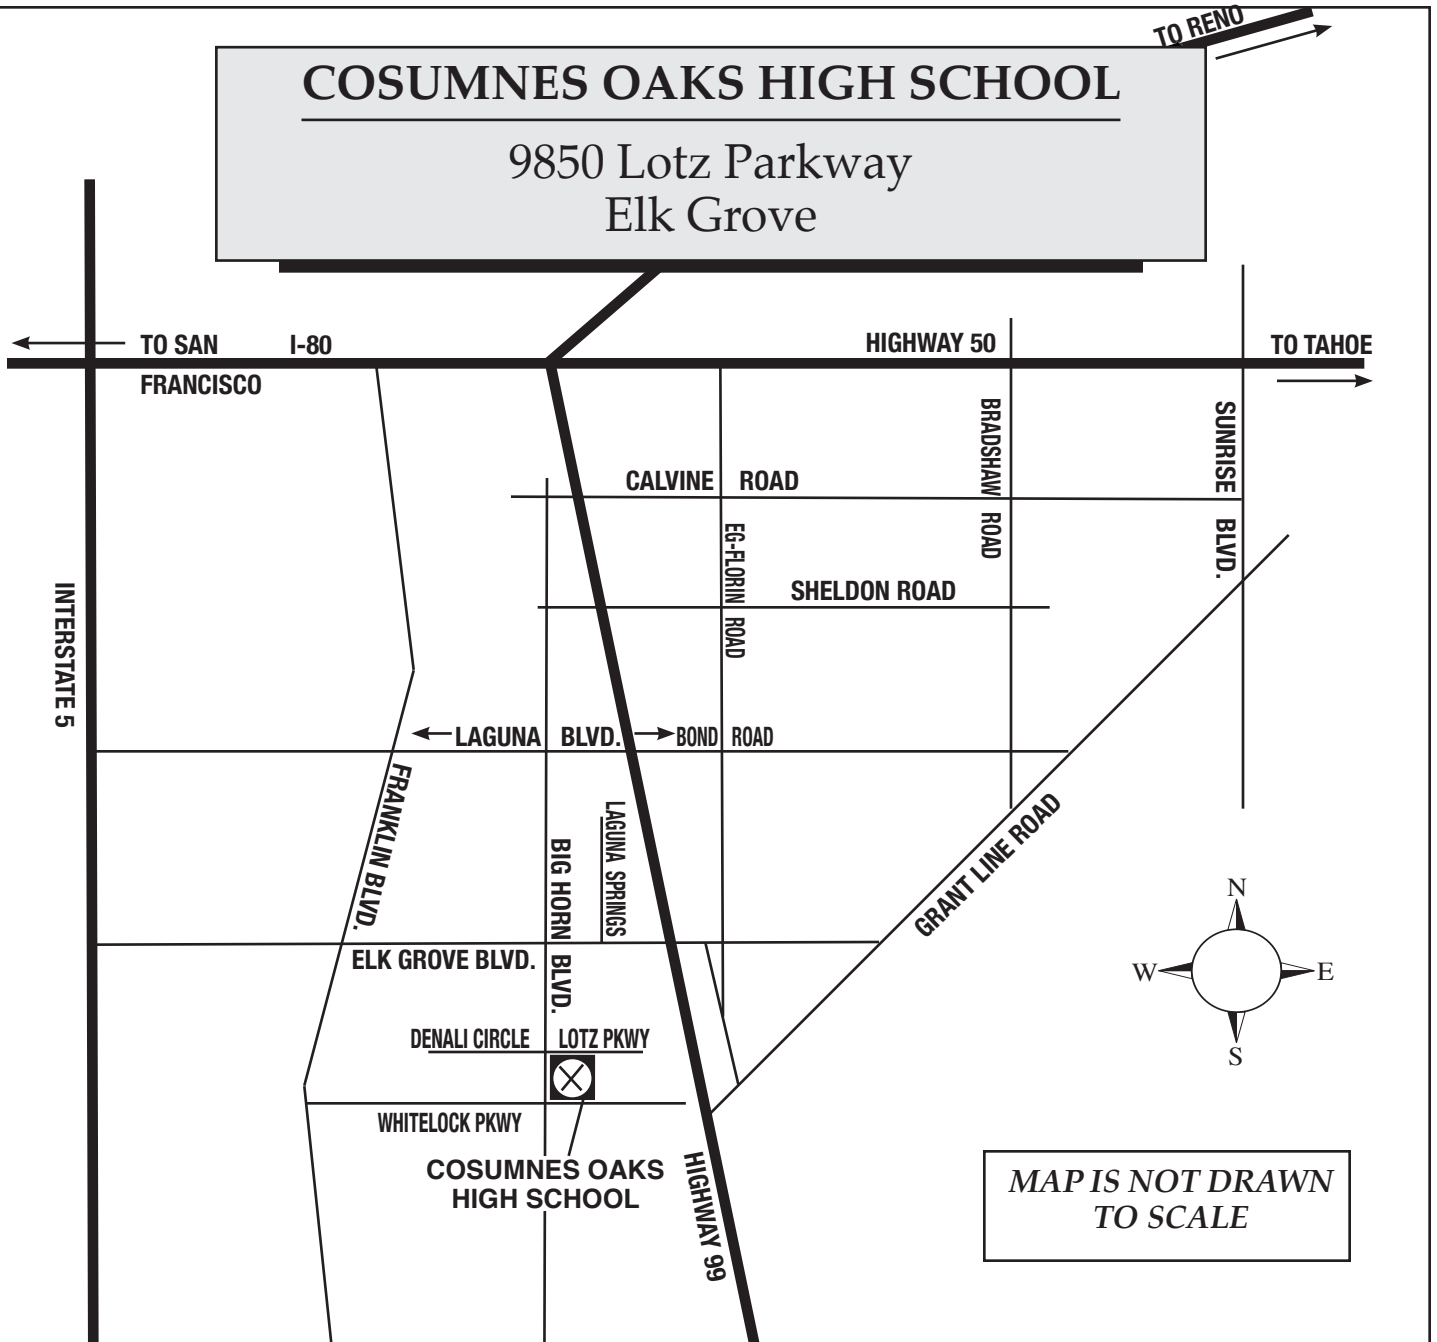 TO RENO
COSUMNES OAKS HIGH SCHOOL
9850 Lotz Parkway
Elk Grove
TO SAN
FRANCISCO
I-80
HIGHWAY 50
TO TAHOE
BRADSHAW ROAD
SUNRISE BLVD.
CALVINE ROAD
EG-FLORIN ROAD
SHELDON ROAD
INTERSTATE 5
LAGUNA BLVD.
BOND ROAD
FRANKLIN BLVD.
BIG HORN BLVD.
LAGUNA SPRINGS
GRANT LINE ROAD
N
W
E
S
ELK GROVE BLVD.
DENALI CIRCLE
LOTZ PKWY
WHITELOCK PKWY
COSUMNES OAKS
HIGH SCHOOL
HIGHWAY 99
MAP IS NOT DRAWN
TO SCALE